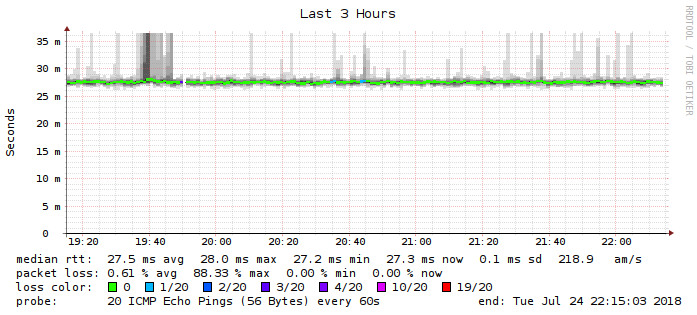 Last 3 Hours
RRDTOOL / TOBI OETIKER
Seconds
35 m
30 m
25 m
20 m
15 m
10 m
5 m
0
19:20 19:40 20:00 20:20 20:40 21:00 21:20 21:40 22:00
median rtt: 27.5 ms avg 28.0 ms max 27.2 ms min 27.3 ms now 0.1 ms sd 218.9 am/s
packet loss: 0.61 % avg 88.33 % max 0.00 % min 0.00 % now
loss color: 0 1/20 2/20 3/20 4/20 10/20 19/20
probe: 20 ICMP Echo Pings (56 Bytes) every 60s end: Tue Jul 24 22:15:03 2018